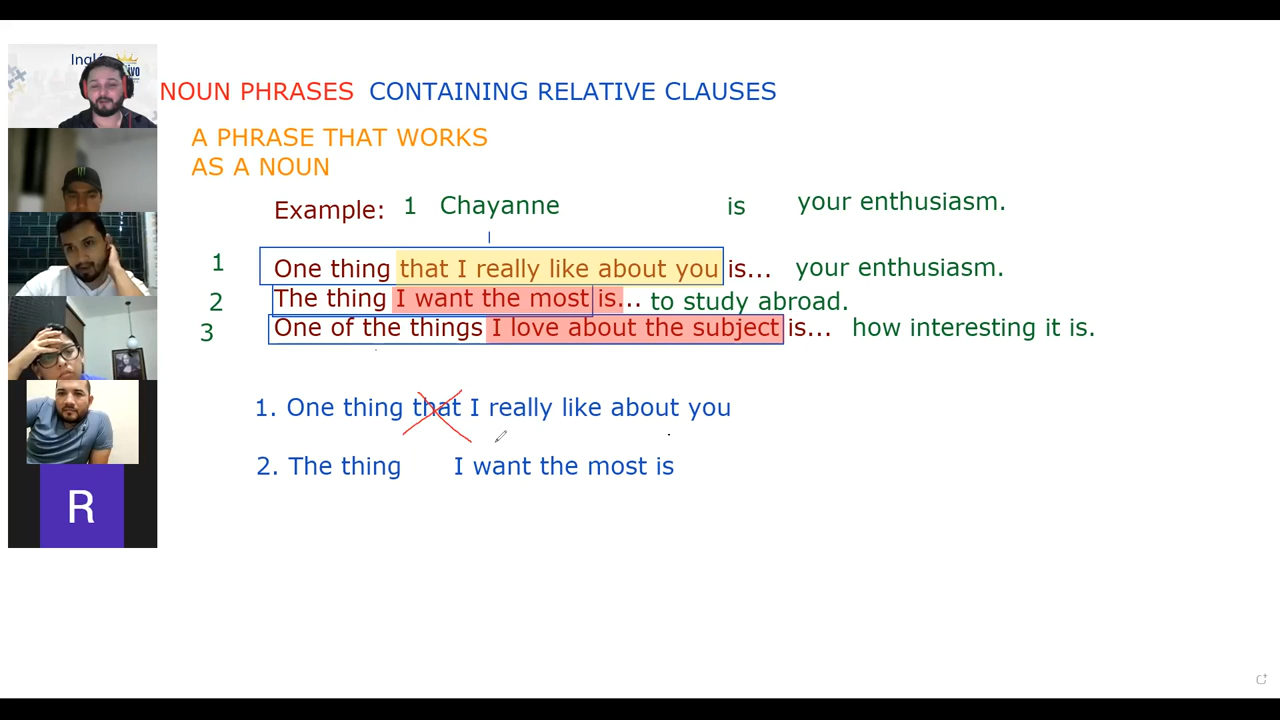 NOUN PHRASES CONTAINING RELATIVE CLAUSES
A PHRASE THAT WORKS
AS A NOUN
Example: 1 Chayanne is your enthusiasm.
1 One thing that I really like about you is... your enthusiasm.
2 The thing I want the most is... to study abroad.
3 One of the things I love about the subject is... how interesting it is.
1. One thing that I really like about you
2. The thing I want the most is
R